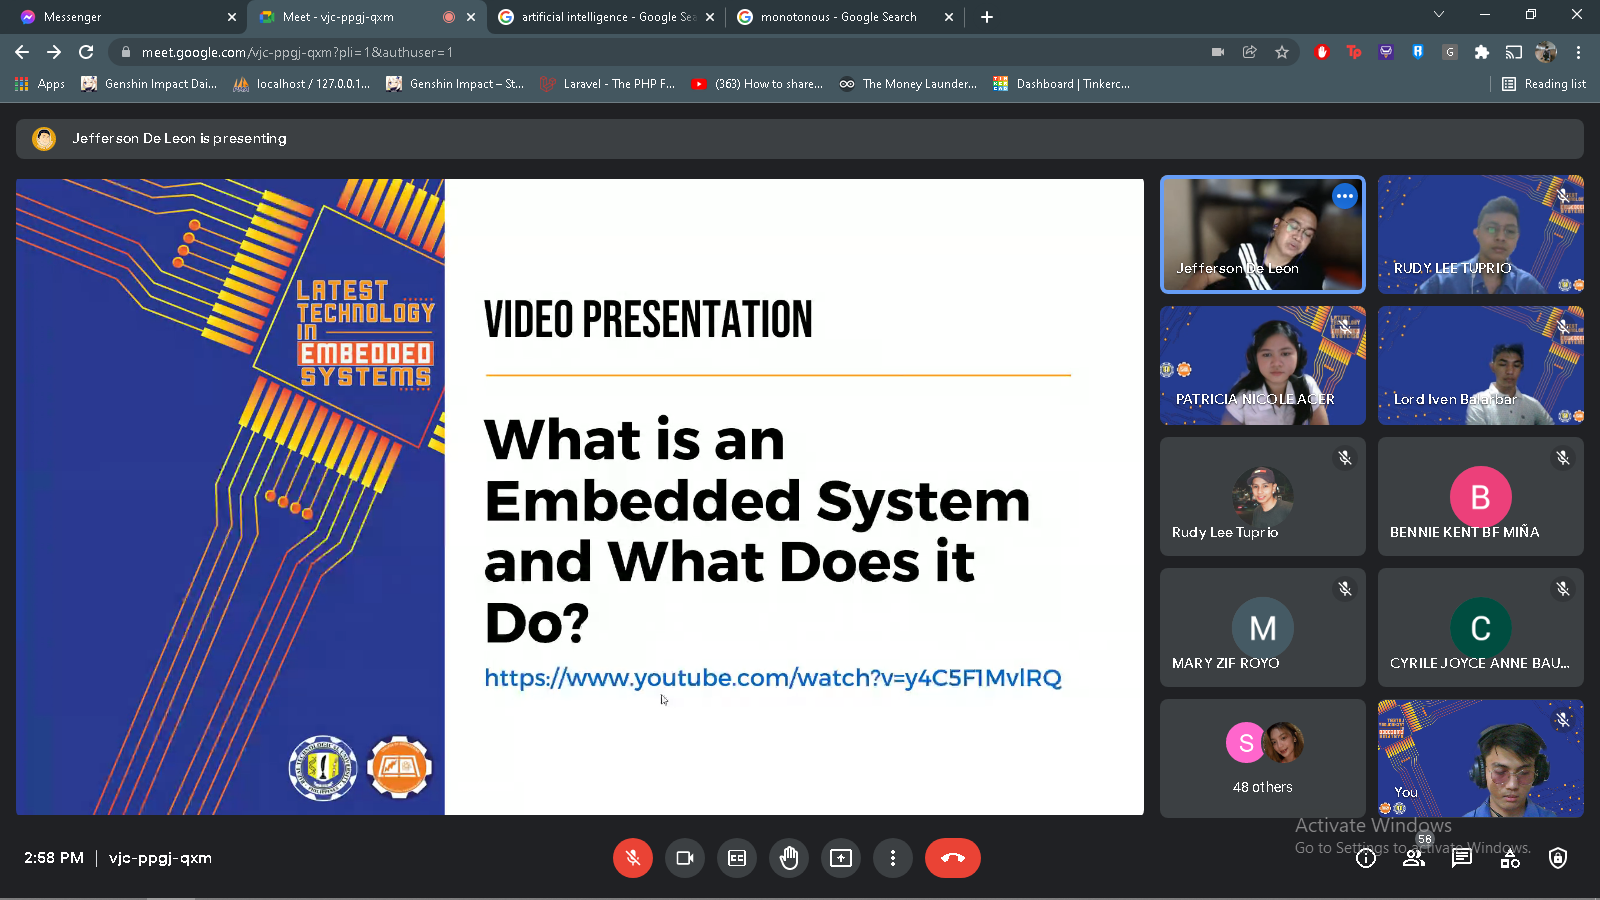 Messenger
Meet - vjc-ppgj-qxm
artificial intelligence - Google Sea
monotonous - Google Search
meet.google.com/vjc-ppgj-qxm?pli=1&authuser=1
Apps
Genshin Impact Dai...
localhost / 127.0.0.1...
Genshin Impact – St...
Laravel - The PHP F...
(363) How to share...
The Money Launder...
Dashboard | Tinkerc...
Reading list
Jefferson De Leon is presenting
LATEST
TECHNOLOGY
IN
EMBEDDED
SYSTEMS
VIDEO PRESENTATION
What is an
Embedded System
and What Does it
Do?
https://www.youtube.com/watch?v=y4C5F1MvlRQ
Jefferson De Leon
RUDY LEE TUPRIO
PATRICIA NICOLE ACER
Lord Iven Balarbar
Rudy Lee Tuprio
B
BENNIE KENT BF MIÑA
M
MARY ZIF ROYO
C
CYRILE JOYCE ANNE BAU...
S
48 others
You
Activate Windows
Go to Settings to activate Windows.
2:58 PM | vjc-ppgj-qxm
58